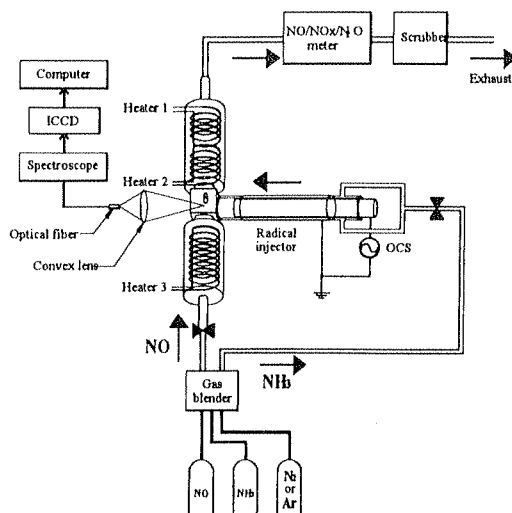 NO/NOx/N2O
meter
Scrubber
Exhaust
Computer
ICCD
Spectroscope
Optical fiber
Convex lens
Heater 1
Heater 2
θ
Radical
injector
OCS
Heater 3
NO
NH3
Gas
blender
NO
NH3
N2
or
Ar